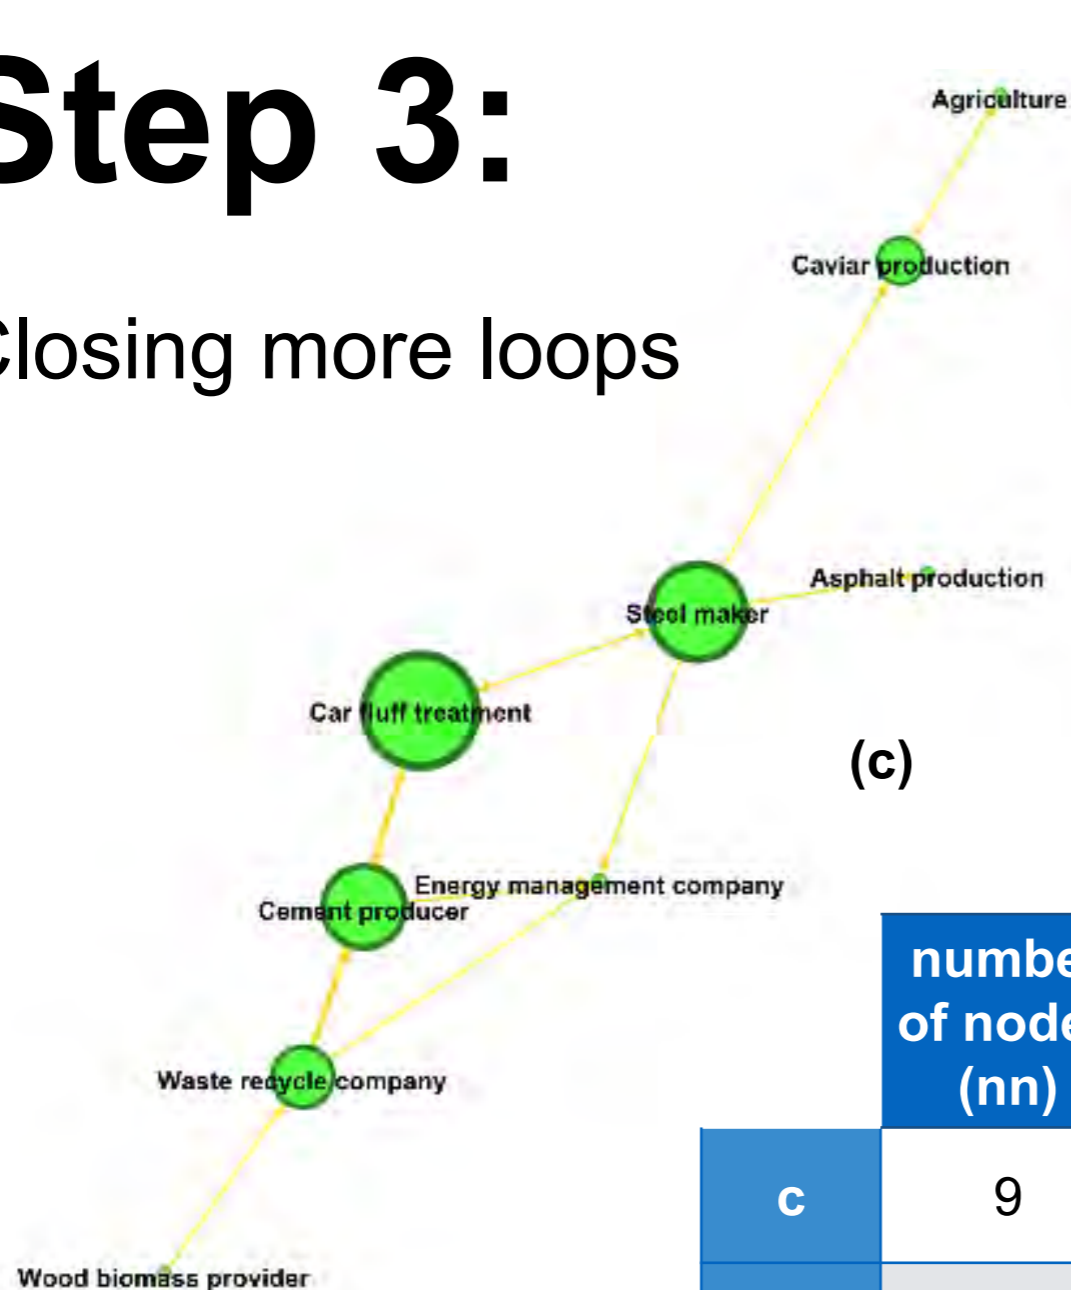 Step 3:
Closing more loops
Agriculture
Caviar production
Asphalt production
Steel maker
Car fluff treatment
(c)
Energy management company
Cement producer
Waste recycle company
Wood biomass provider
numbe
of node
(nn)
c 9